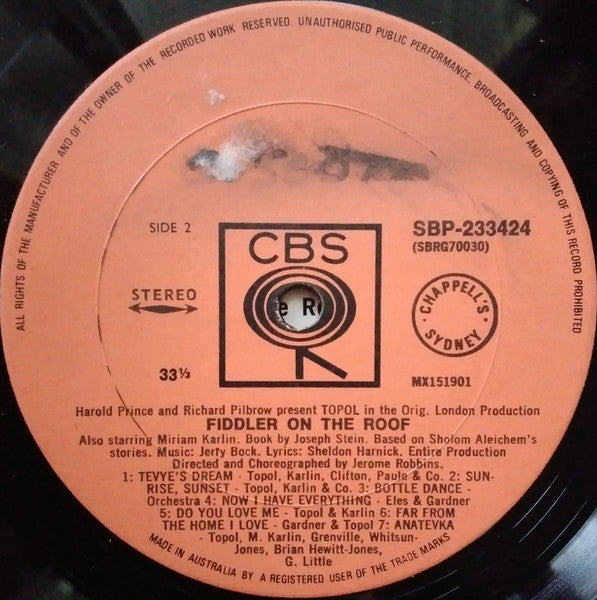 ALL RIGHTS OF THE MANUFACTURER AND OF THE OWNER OF THE RECORDED WORK RESERVED. UNAUTHORISED PUBLIC PERFORMANCE, BROADCASTING AND COPYING OF THIS RECORD PROHIBITED
SIDE 2
CBS
SBP-233424
(SBRG70030)
STEREO
e R
CHAPPELL'S
SYDNEY
33⅓
MX151901
Harold Prince and Richard Pilbrow present TOPOL in the Orig. London Production
FIDDLER ON THE ROOF
Also starring Miriam Karlin. Book by Joseph Stein. Based on Sholom Aleichem's
stories. Music: Jerfy Bock. Lyrics: Sheldon Harnick. Entire Production
Directed and Choreographed by Jerome Robbins.
1: TEVYE'S DREAM - Topol, Karlin, Clifton, Paule & Co. 2: SUN-
RISE, SUNSET - Topol, Karlin & Co. 3: BOTTLE DANCE -
Orchestra 4: NOW I HAVE EVERYTHING - Eles & Gardner
5: DO YOU LOVE ME - Topol & Karlin 6: FAR FROM
THE HOME I LOVE - Gardner & Topol 7: ANATEVKA
- Topol, M. Karlin, Grenville, Whitsun-
Jones, Brian Hewitt-Jones,
G. Little
MADE IN AUSTRALIA BY A REGISTERED USER OF THE TRADE MARKS